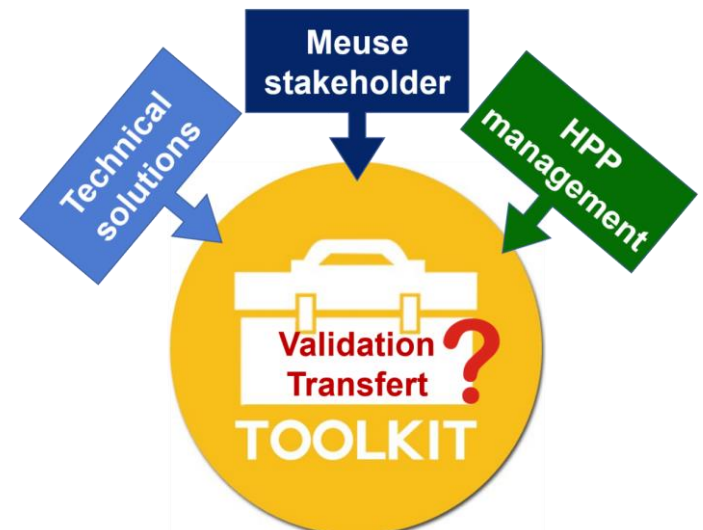 Meuse
stakeholder
Technical
solutions
HPP
management
Validation
Transfert
?
TOOLKIT